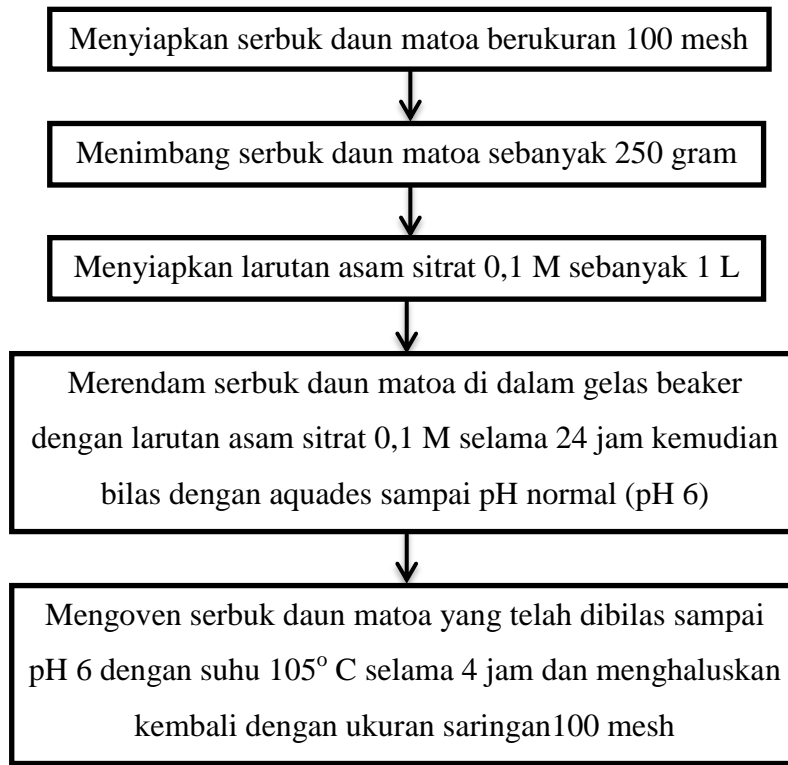 Menyiapkan serbuk daun matoa berukuran 100 mesh
Menimbang serbuk daun matoa sebanyak 250 gram
Menyiapkan larutan asam sitrat 0,1 M sebanyak 1 L
Merendam serbuk daun matoa di dalam gelas beaker
dengan larutan asam sitrat 0,1 M selama 24 jam kemudian
bilas dengan aquades sampai pH normal (pH 6)
Mengoven serbuk daun matoa yang telah dibilas sampai
pH 6 dengan suhu 105° C selama 4 jam dan menghaluskan
kembali dengan ukuran saringan100 mesh